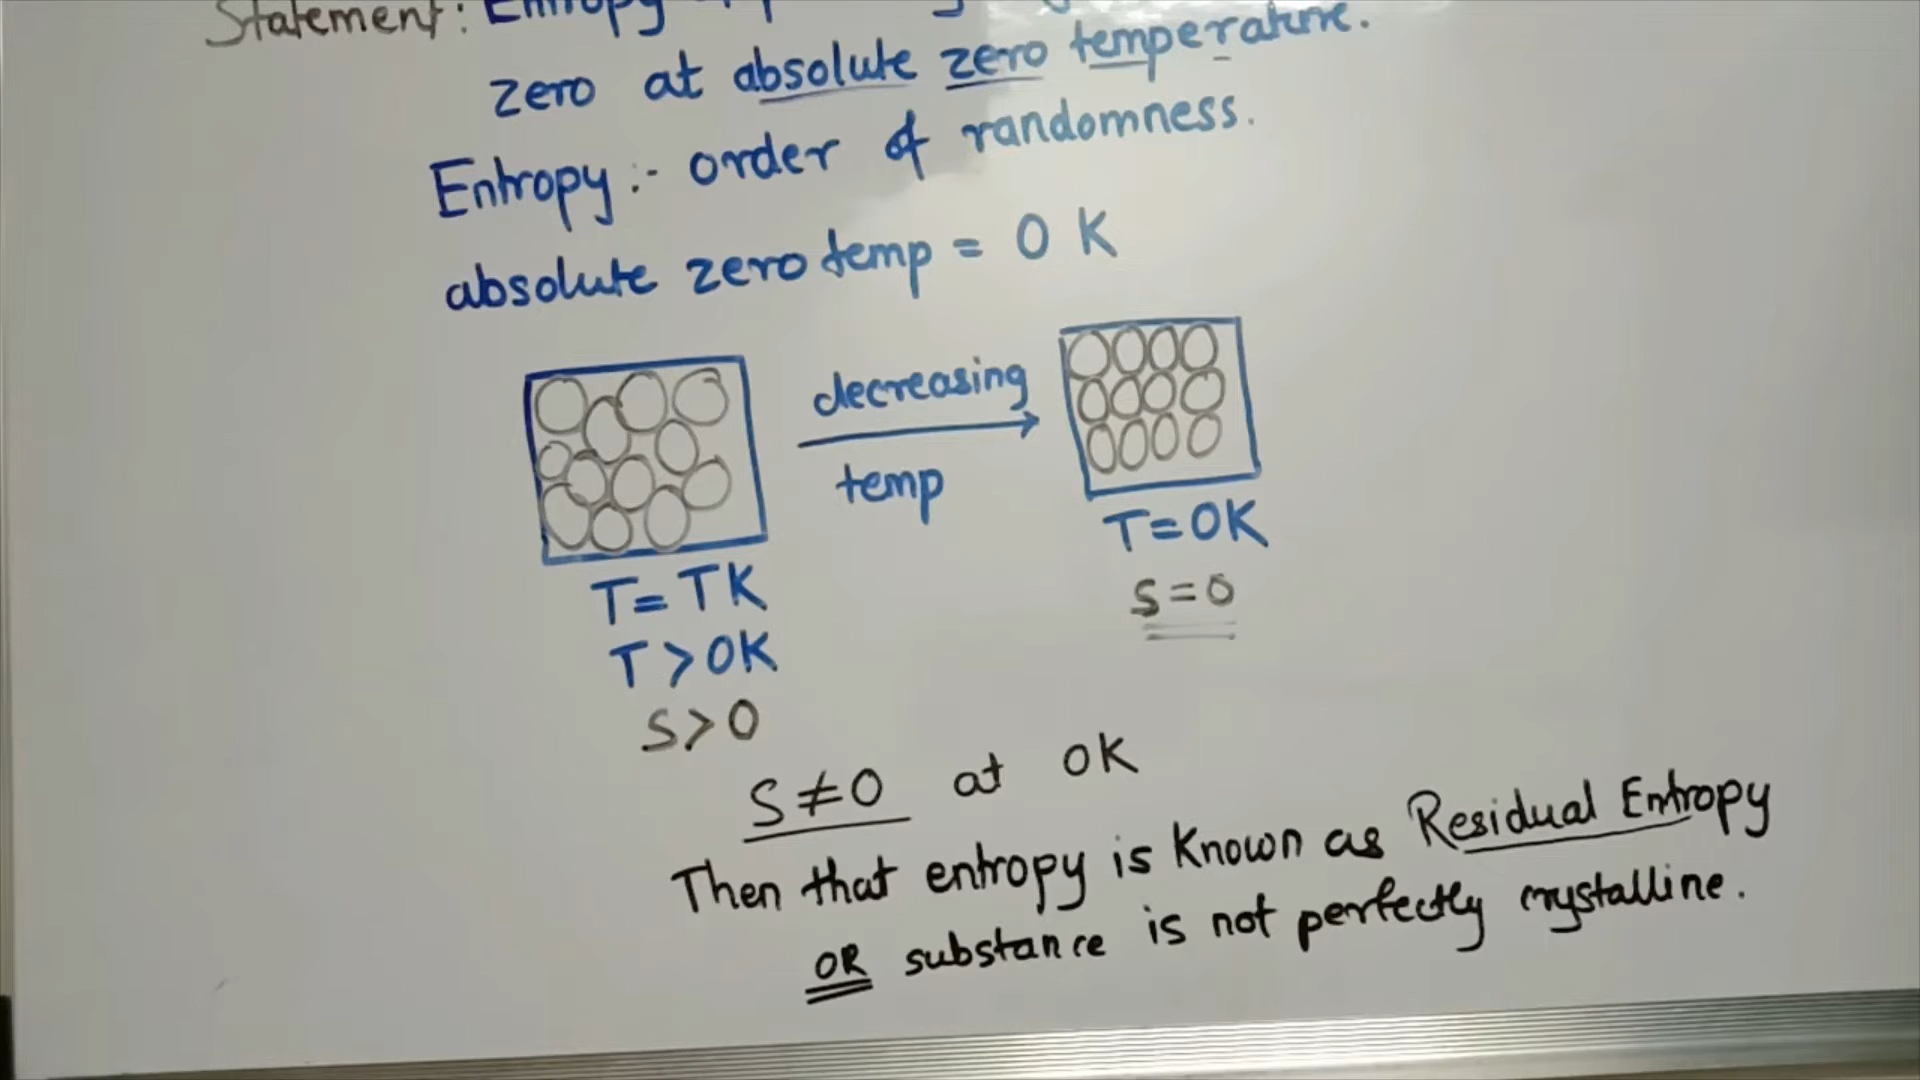 Statement: Entropy
zero at absolute zero temperature.
Entropy :- order of randomness.
absolute zero temp = 0 K
decreasing
temp
T = TK
T > 0K
S > 0
T = 0K
S = 0
S ≠ 0 at 0K
Then that entropy is known as Residual Entropy
OR substance is not perfectly crystalline.